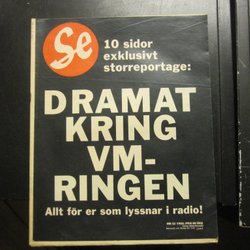 Se
10 sidor
exklusivt
storreportage:
DRAMAT
KRING
VM-
RINGEN
Allt för er som lyssnar i radio!